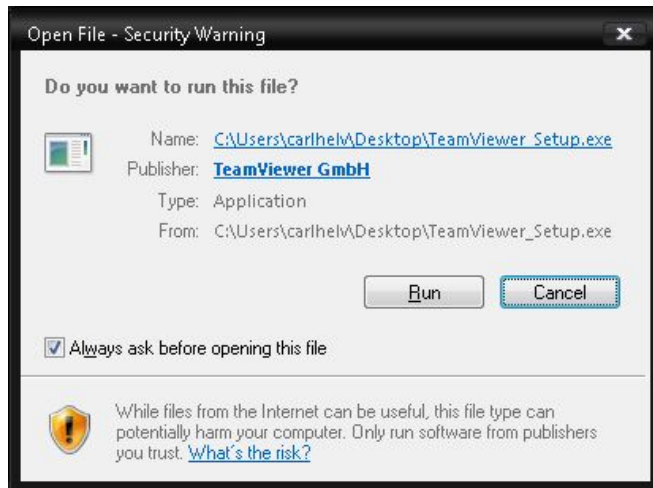 Open File - Security Warning
Do you want to run this file?
Name: C:\Users\carlhelv\Desktop\TeamViewer_Setup.exe
Publisher: TeamViewer GmbH
Type: Application
From: C:\Users\carlhelv\Desktop\TeamViewer_Setup.exe
Run Cancel
Always ask before opening this file
While files from the Internet can be useful, this file type can
potentially harm your computer. Only run software from publishers
you trust. What's the risk?